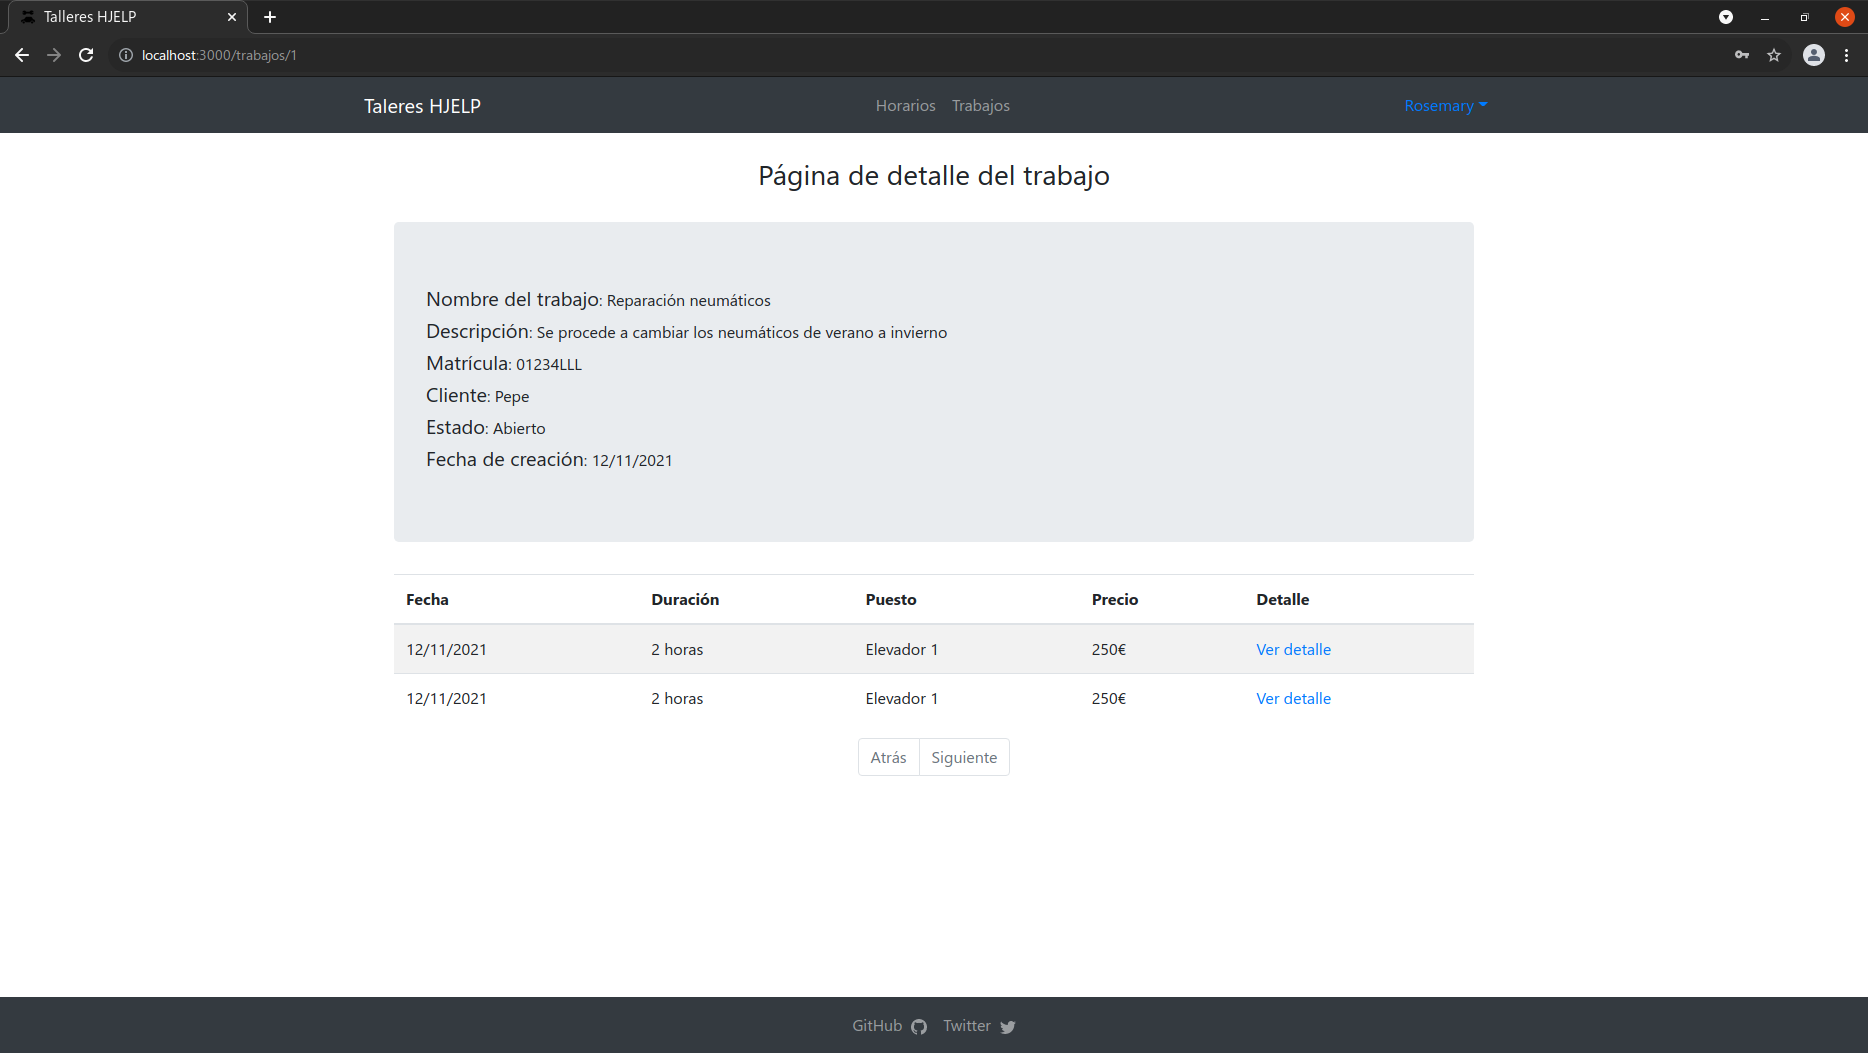 Talleres HJELP
localhost:3000/trabajos/1
Taleres HJELP Horarios Trabajos Rosemary
Página de detalle del trabajo
Nombre del trabajo: Reparación neumáticos
Descripción: Se procede a cambiar los neumáticos de verano a invierno
Matrícula: 01234LLL
Cliente: Pepe
Estado: Abierto
Fecha de creación: 12/11/2021
Fecha Duración Puesto Precio Detalle
12/11/2021 2 horas Elevador 1 250€ Ver detalle
12/11/2021 2 horas Elevador 1 250€ Ver detalle
Atrás Siguiente
GitHub Twitter